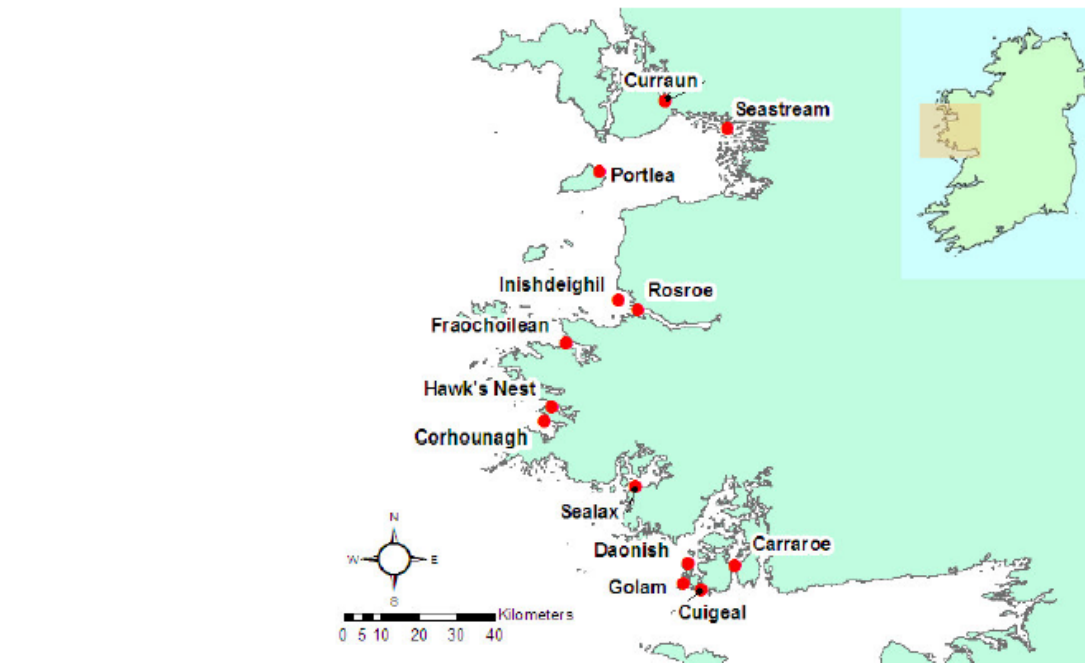 Curraun
Seastream
Portlea
Inishdeighil
Rosroe
Fraochoilean
Hawk's Nest
Corhounagh
Sealax
Daonish
Carraroe
Golam
Cuigeal
N
W E
S
Kilometers
0 5 10 20 30 40